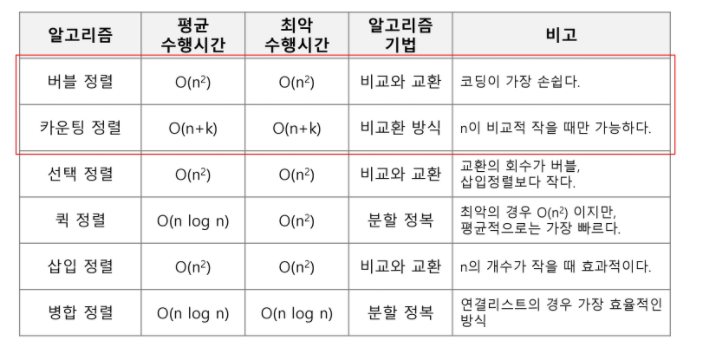 알고리즘 평균 수행시간 최악 수행시간 알고리즘 기법 비고
버블 정렬 O(n²) O(n²) 비교와 교환 코딩이 가장 손쉽다.
카운팅 정렬 O(n+k) O(n+k) 비교환 방식 n이 비교적 작을 때만 가능하다.
선택 정렬 O(n²) O(n²) 비교와 교환 교환의 회수가 버블,
삽입정렬보다 작다.
퀵 정렬 O(n log n) O(n²) 분할 정복 최악의 경우 O(n²) 이지만,
평균적으로는 가장 빠르다.
삽입 정렬 O(n²) O(n²) 비교와 교환 n의 개수가 작을 때 효과적이다.
병합 정렬 O(n log n) O(n log n) 분할 정복 연결리스트의 경우 가장 효율적인
방식